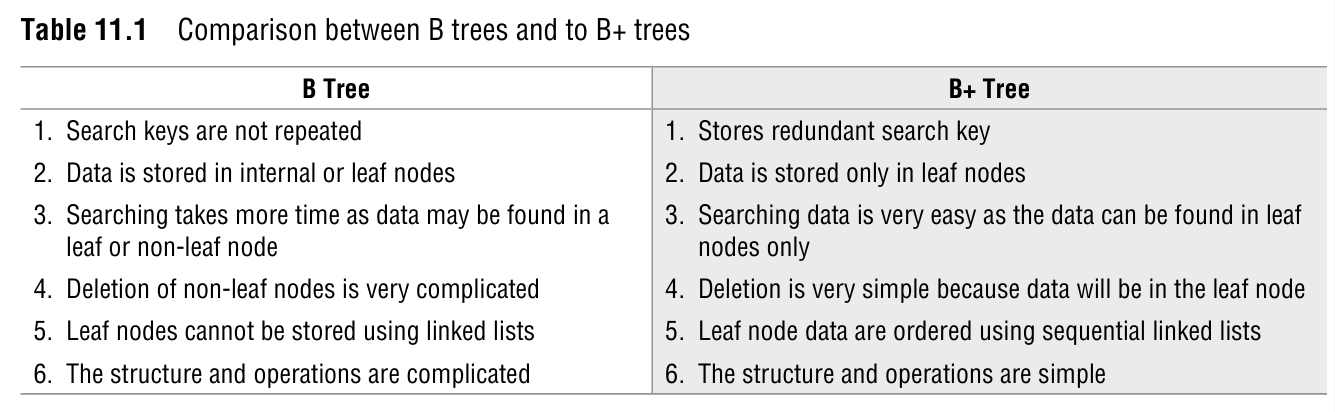 Table 11.1 Comparison between B trees and to B+ trees
B Tree
B+ Tree
1. Search keys are not repeated
1. Stores redundant search key
2. Data is stored in internal or leaf nodes
2. Data is stored only in leaf nodes
3. Searching takes more time as data may be found in a
leaf or non-leaf node
3. Searching data is very easy as the data can be found in leaf
nodes only
4. Deletion of non-leaf nodes is very complicated
4. Deletion is very simple because data will be in the leaf node
5. Leaf nodes cannot be stored using linked lists
5. Leaf node data are ordered using sequential linked lists
6. The structure and operations are complicated
6. The structure and operations are simple